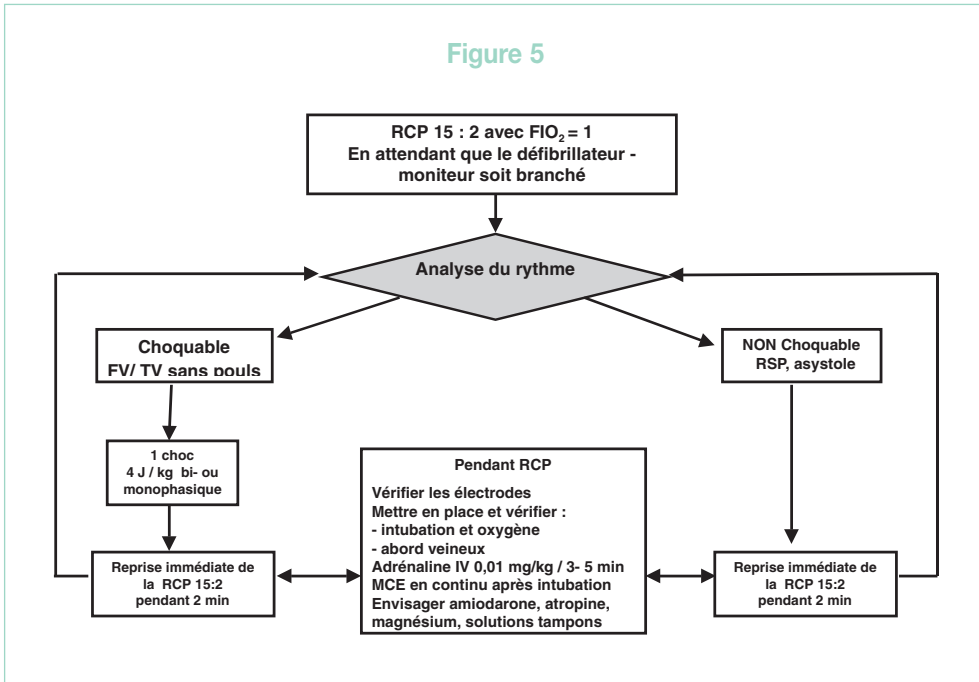 Figure 5
RCP 15 : 2 avec FIO₂ = 1
En attendant que le défibrillateur -
moniteur soit branché
Analyse du rythme
Choquable
FV/ TV sans pouls
NON Choquable
RSP, asystole
1 choc
4 J / kg bi- ou
monophasique
Pendant RCP
Vérifier les électrodes
Mettre en place et vérifier :
- intubation et oxygène
- abord veineux
Adrénaline IV 0,01 mg/kg / 3- 5 min
MCE en continu après intubation
Envisager amiodarone, atropine,
magnésium, solutions tampons
Reprise immédiate de
la RCP 15:2
pendant 2 min
Reprise immédiate de
la RCP 15:2
pendant 2 min